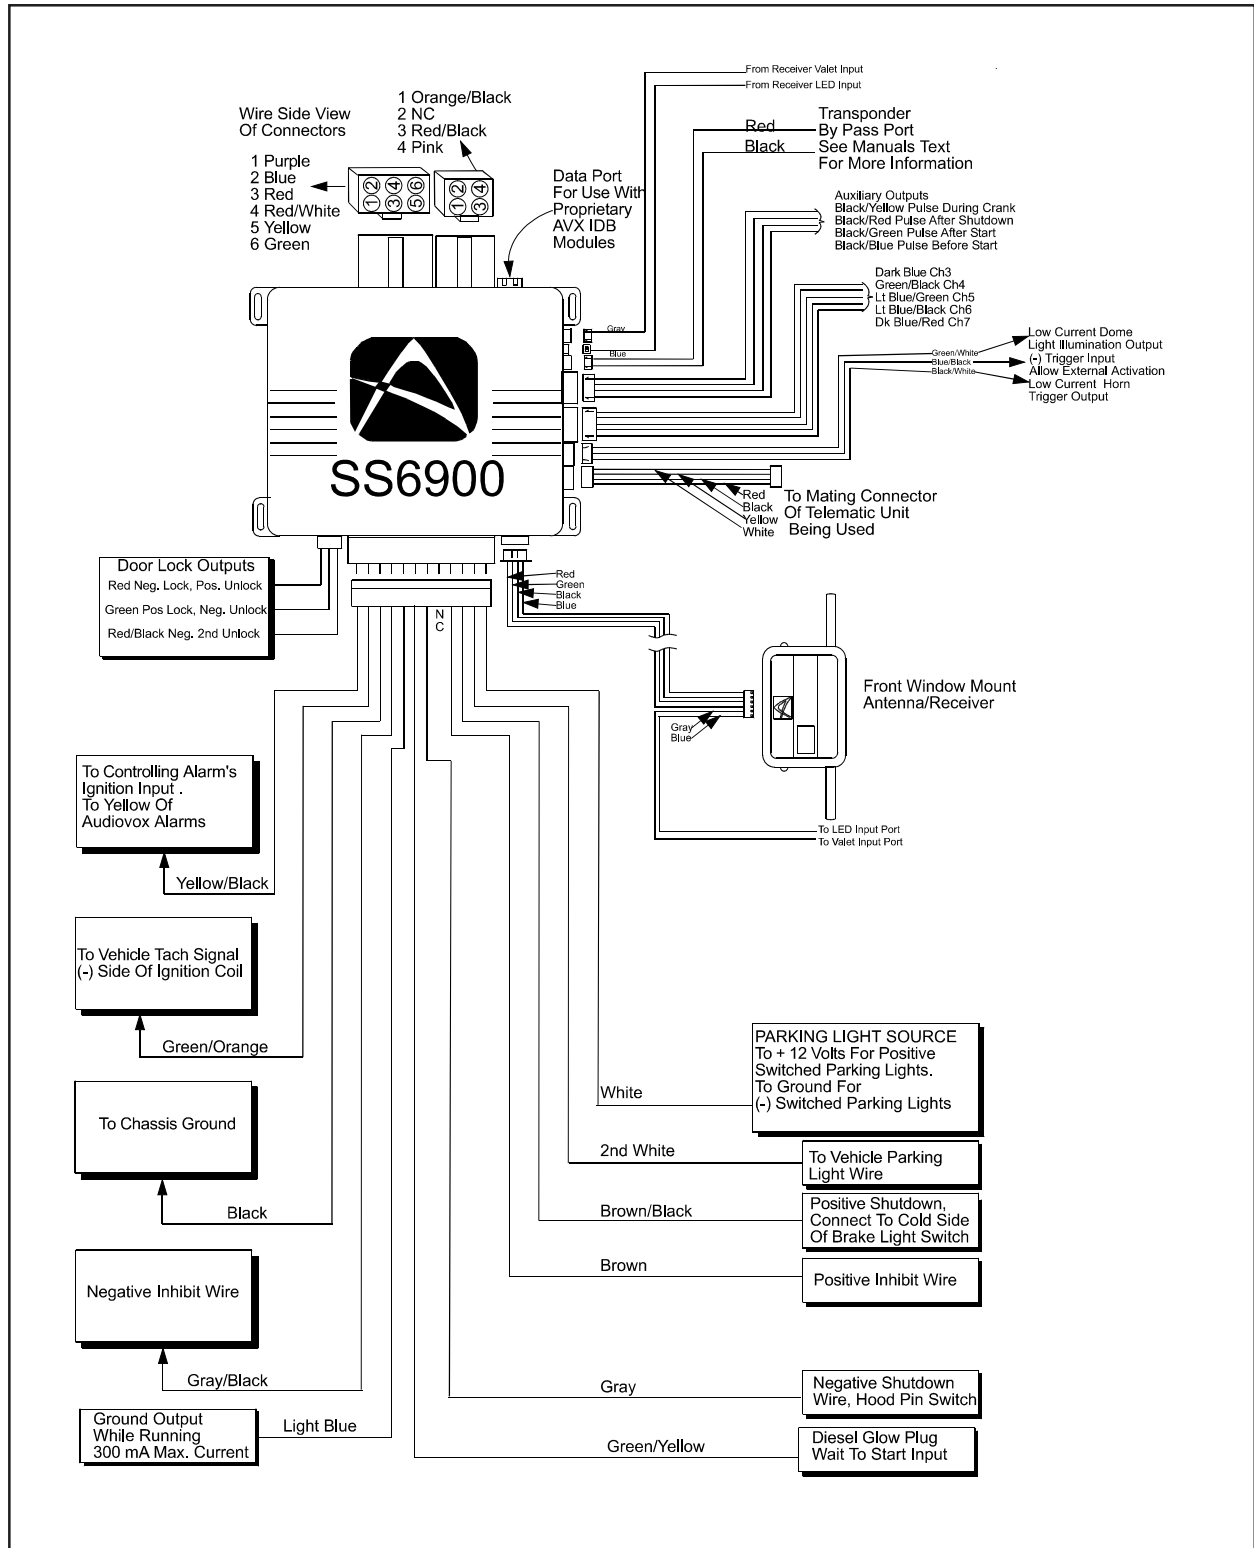 From Receiver Valet Input
From Receiver LED Input
1 Orange/Black
2 NC
3 Red/Black
4 Pink
Wire Side View
Of Connectors
1 Purple
2 Blue
3 Red
4 Red/White
5 Yellow
6 Green
2 4 6
1 3 5
2 4
1 3
Data Port
For Use With
Proprietary
AVX IDB
Modules
Red
Black
Transponder
By Pass Port
See Manuals Text
For More Information
Auxiliary Outputs
Black/Yellow Pulse During Crank
Black/Red Pulse After Shutdown
Black/Green Pulse After Start
Black/Blue Pulse Before Start
Dark Blue Ch3
Green/Black Ch4
Lt Blue/Green Ch5
Lt Blue/Black Ch6
Dk Blue/Red Ch7
Gray
Blue
Green/White
Blue/Black
Black/White
Low Current Dome
Light Illumination Output
(-) Trigger Input
Allow External Activation
Low Current Horn
Trigger Output
SS6900
Red
Black
Yellow
White
To Mating Connector
Of Telematic Unit
Being Used
Door Lock Outputs
Red Neg. Lock, Pos. Unlock
Green Pos Lock, Neg. Unlock
Red/Black Neg. 2nd Unlock
Red
Green
Black
Blue
N
C
Front Window Mount
Antenna/Receiver
Gray
Blue
To LED Input Port
To Valet Input Port
To Controlling Alarm's
Ignition Input .
To Yellow Of
Audiovox Alarms
Yellow/Black
To Vehicle Tach Signal
(-) Side Of Ignition Coil
Green/Orange
To Chassis Ground
Black
Negative Inhibit Wire
Gray/Black
Ground Output
While Running
300 mA Max. Current
Light Blue
White
PARKING LIGHT SOURCE
To + 12 Volts For Positive
Switched Parking Lights.
To Ground For
(-) Switched Parking Lights
2nd White
To Vehicle Parking
Light Wire
Brown/Black
Positive Shutdown,
Connect To Cold Side
Of Brake Light Switch
Brown
Positive Inhibit Wire
Gray
Negative Shutdown
Wire, Hood Pin Switch
Green/Yellow
Diesel Glow Plug
Wait To Start Input